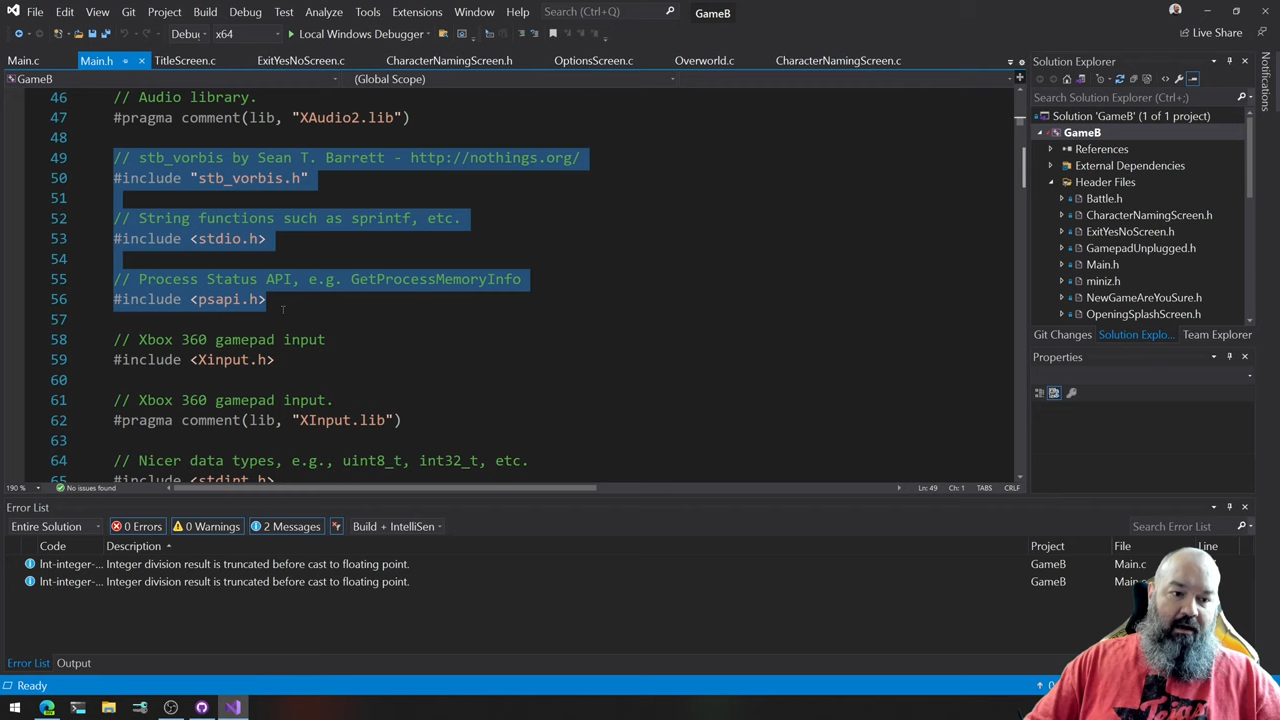 File Edit View Git Project Build Debug Test Analyze Tools Extensions Window Help Search (Ctrl+Q) GameB
Debug x64 Local Windows Debugger Live Share
Main.c Main.h TitleScreen.c ExitYesNoScreen.c CharacterNamingScreen.h OptionsScreen.c Overworld.c CharacterNamingScreen.c
GameB (Global Scope)
46 // Audio library.
47 #pragma comment(lib, "XAudio2.lib")
48
49 // stb_vorbis by Sean T. Barrett - http://nothings.org/
50 #include "stb_vorbis.h"
51
52 // String functions such as sprintf, etc.
53 #include <stdio.h>
54
55 // Process Status API, e.g. GetProcessMemoryInfo
56 #include <psapi.h>
57
58 // Xbox 360 gamepad input
59 #include <Xinput.h>
60
61 // Xbox 360 gamepad input.
62 #pragma comment(lib, "XInput.lib")
63
64 // Nicer data types, e.g., uint8_t, int32_t, etc.
65 #include <stdint.h>
190 % No issues found Ln: 49 Ch: 1 TABS CRLF
Solution Explorer
Search Solution Explorer (Ctrl+;)
Solution 'GameB' (1 of 1 project)
GameB
References
External Dependencies
Header Files
Battle.h
CharacterNamingScreen.h
ExitYesNoScreen.h
GamepadUnplugged.h
Main.h
miniz.h
NewGameAreYouSure.h
OpeningSplashScreen.h
Git Changes Solution Explo... Team Explorer
Properties
Notifications
Error List
Entire Solution 0 Errors 0 Warnings 2 Messages Build + IntelliSen Search Error List
Code Description Project File Line
Int-integer-... Integer division result is truncated before cast to floating point. GameB Main.c
Int-integer-... Integer division result is truncated before cast to floating point. GameB Main.c
Error List Output
Ready